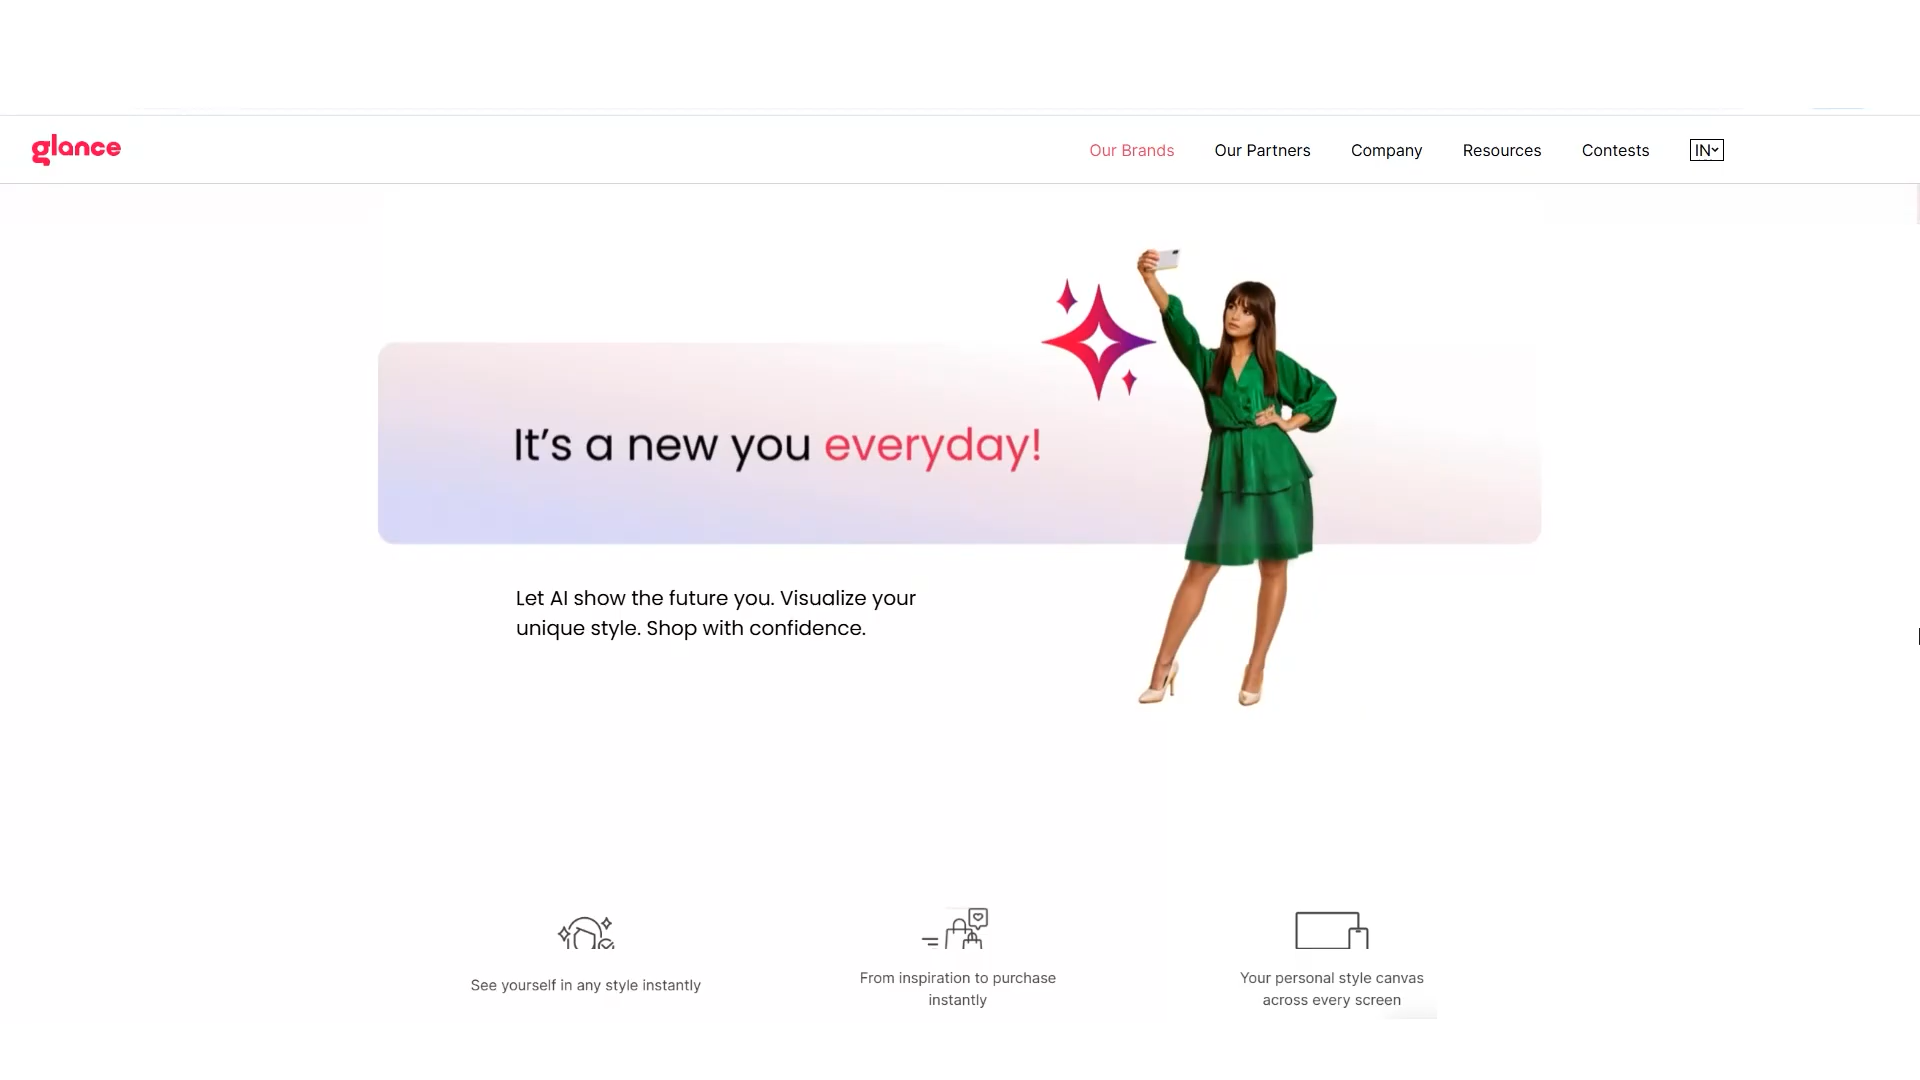 glance
Our Brands
Our Partners
Company
Resources
Contests
IN
It’s a new you everyday!
Let AI show the future you. Visualize your
unique style. Shop with confidence.
See yourself in any style instantly
From inspiration to purchase
instantly
Your personal style canvas
across every screen